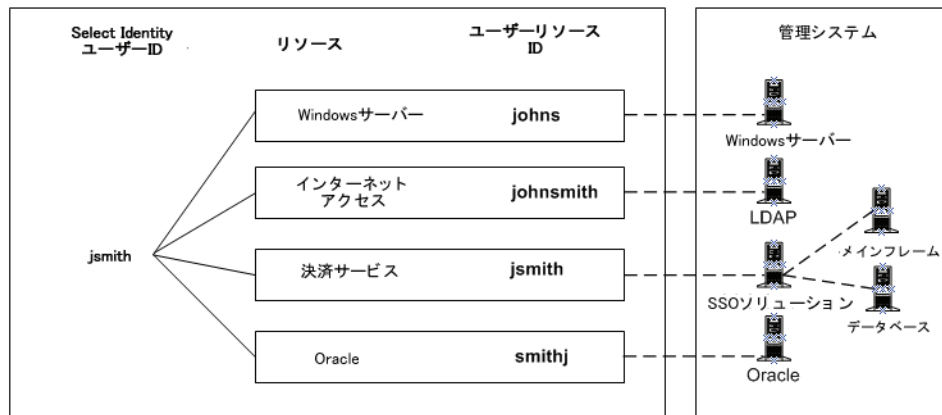 Select Identity
ユーザーID
リソース
ユーザーリソース
ID
管理システム
jsmith
Windowsサーバー
johns
インターネット
アクセス
johnsmith
決済サービス
jsmith
Oracle
smithj
Windowsサーバー
LDAP
メインフレーム
SSOソリューション
データベース
Oracle